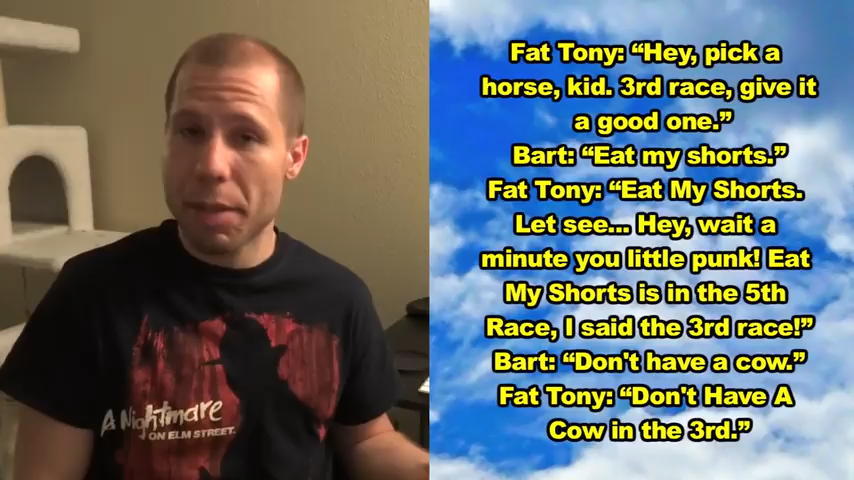 Fat Tony: “Hey, pick a
horse, kid. 3rd race, give it
a good one.”
Bart: “Eat my shorts.”
Fat Tony: “Eat My Shorts.
Let see... Hey, wait a
minute you little punk! Eat
My Shorts is in the 5th
Race, I said the 3rd race!”
Bart: “Don't have a cow.”
Fat Tony: “Don't Have A
Cow in the 3rd.”
A Nightmare
ON ELM STREET.